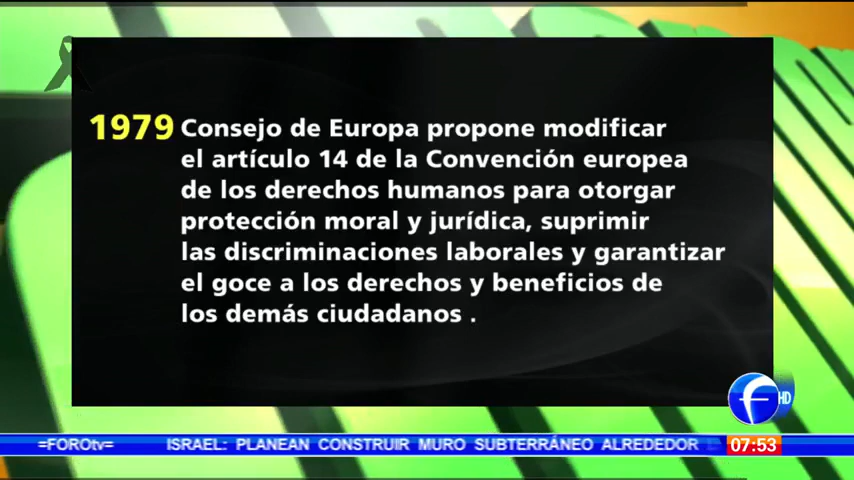 1979 Consejo de Europa propone modificar
el artículo 14 de la Convención europea
de los derechos humanos para otorgar
protección moral y jurídica, suprimir
las discriminaciones laborales y garantizar
el goce a los derechos y beneficios de
los demás ciudadanos .
HD
=FOROtv= ISRAEL: PLANEAN CONSTRUIR MURO SUBTERRÁNEO ALREDEDOR 07:53